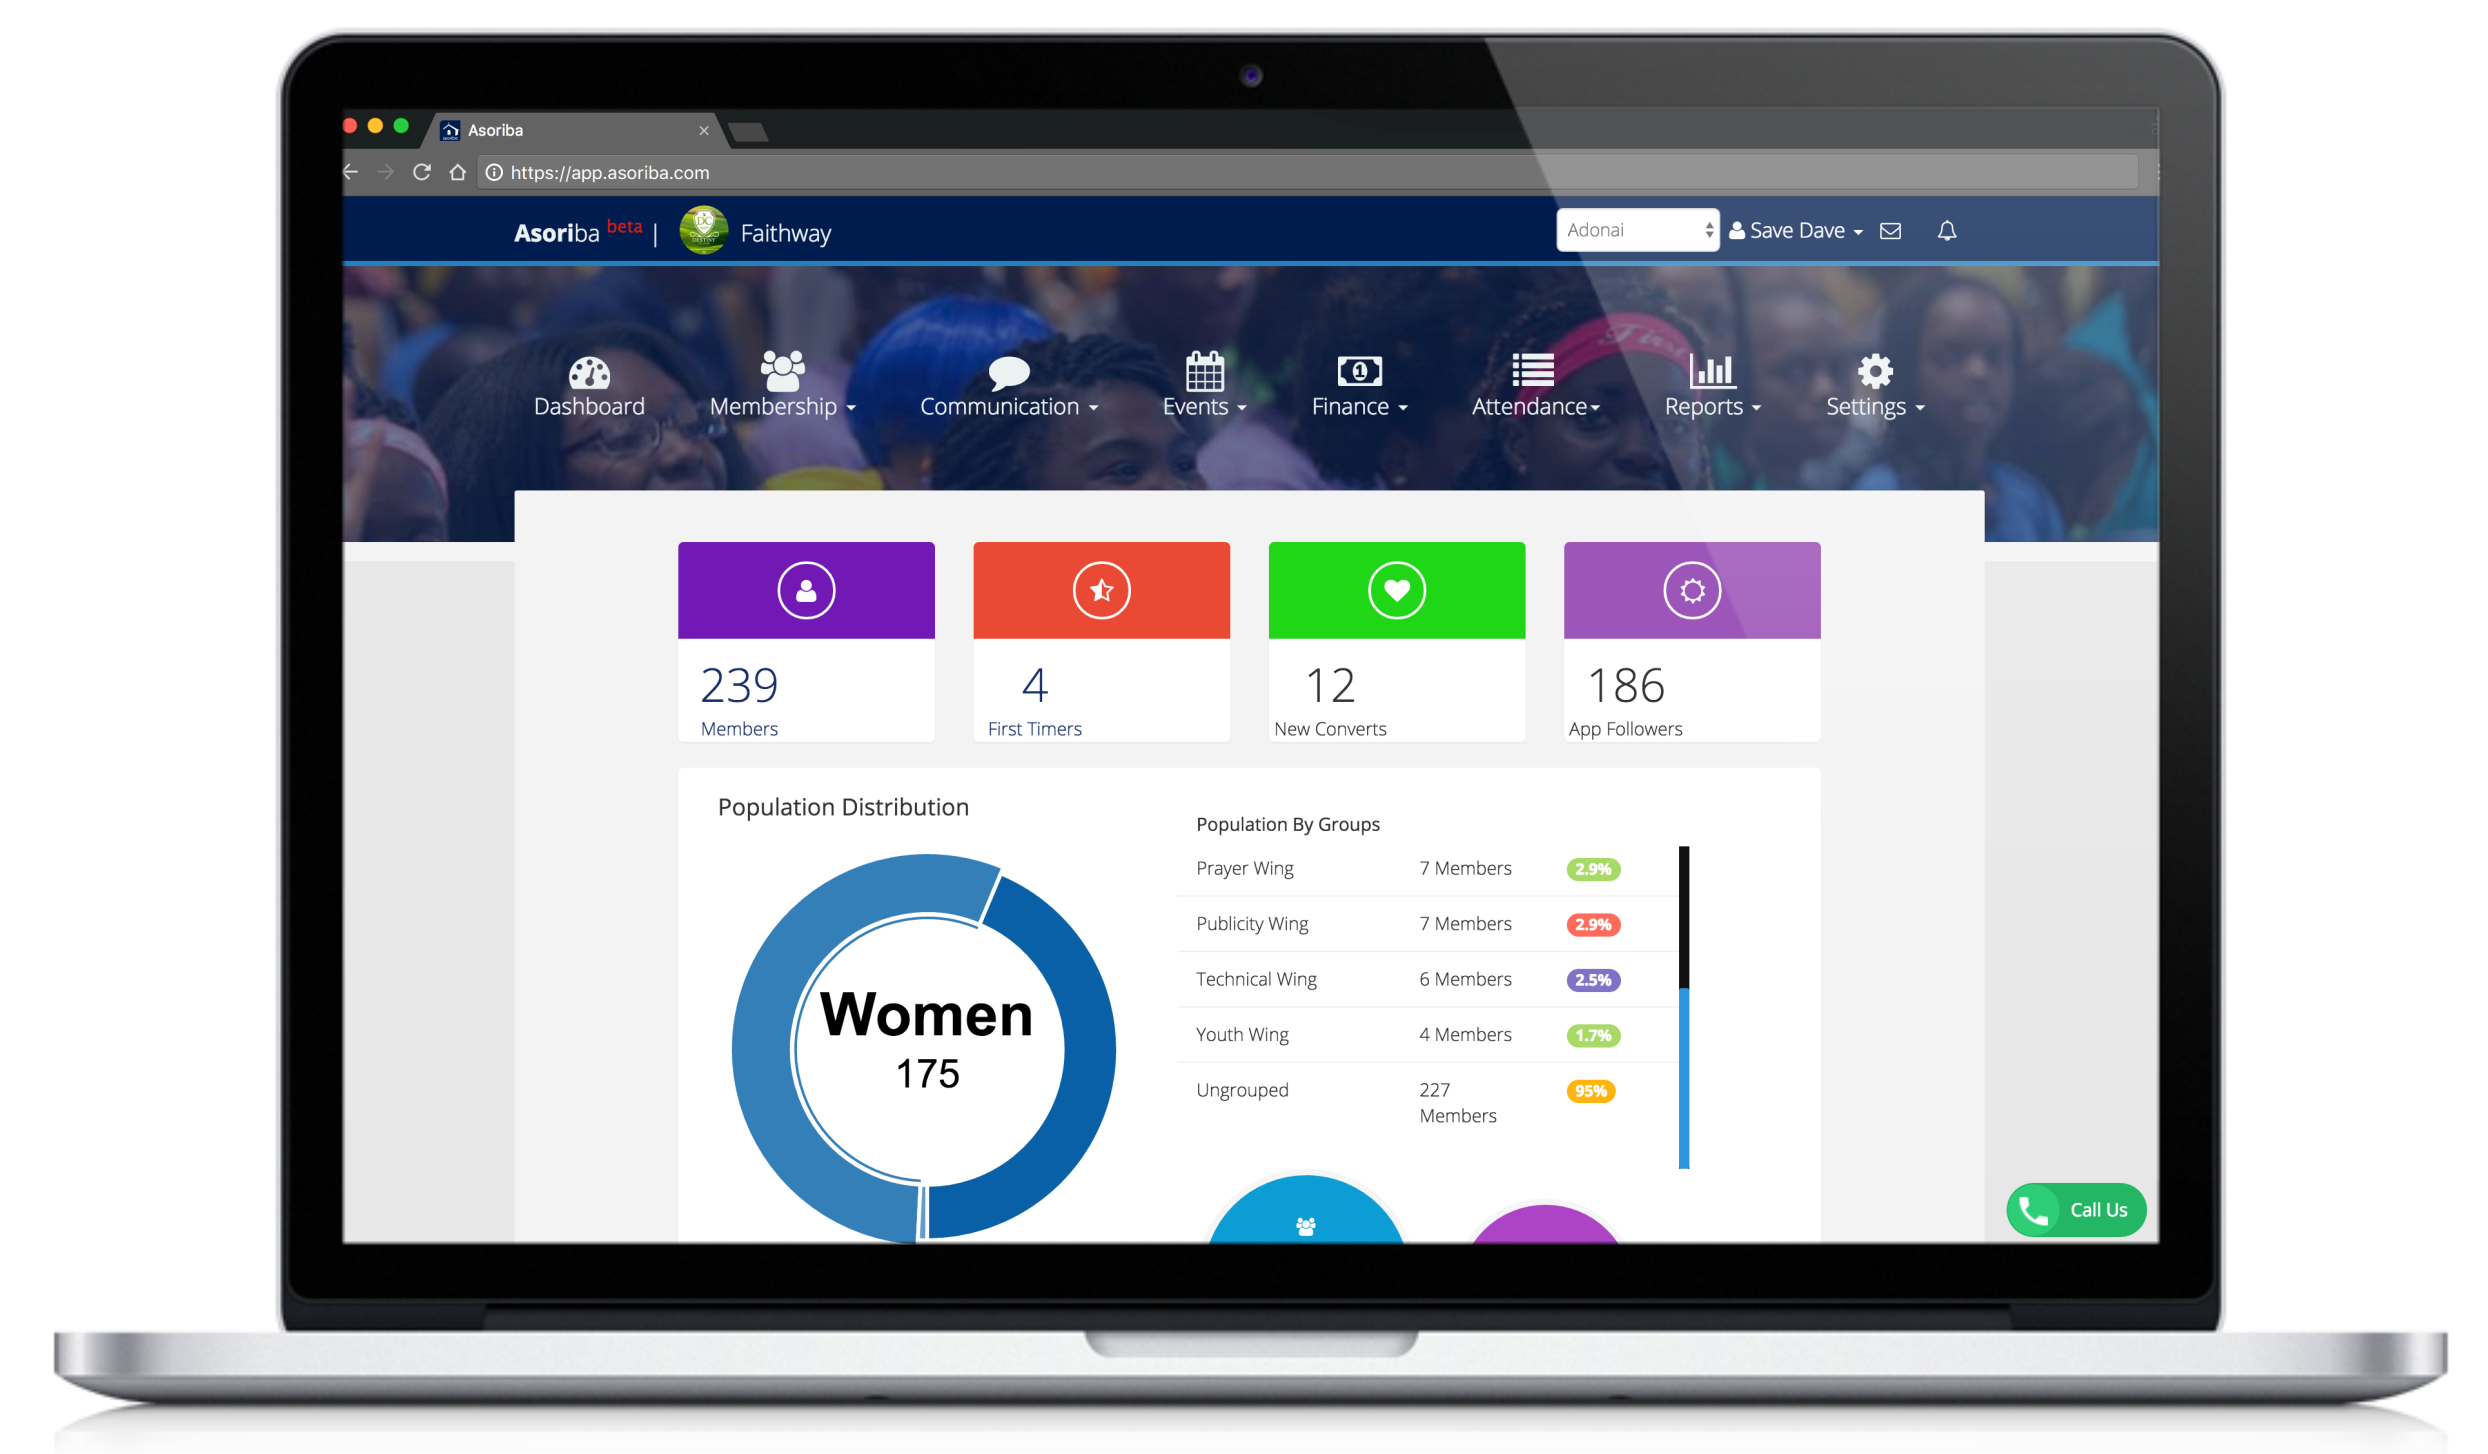 Asoriba
https://app.asoriba.com
Asoriba beta | Faithway
Adonai
Save Dave
Dashboard
Membership
Communication
Events
Finance
Attendance
Reports
Settings
239
Members
4
First Timers
12
New Converts
186
App Followers
Population Distribution
Women
175
Population By Groups
Prayer Wing 7 Members 2.9%
Publicity Wing 7 Members 2.9%
Technical Wing 6 Members 2.5%
Youth Wing 4 Members 1.7%
Ungrouped 227 Members 95%
Call Us